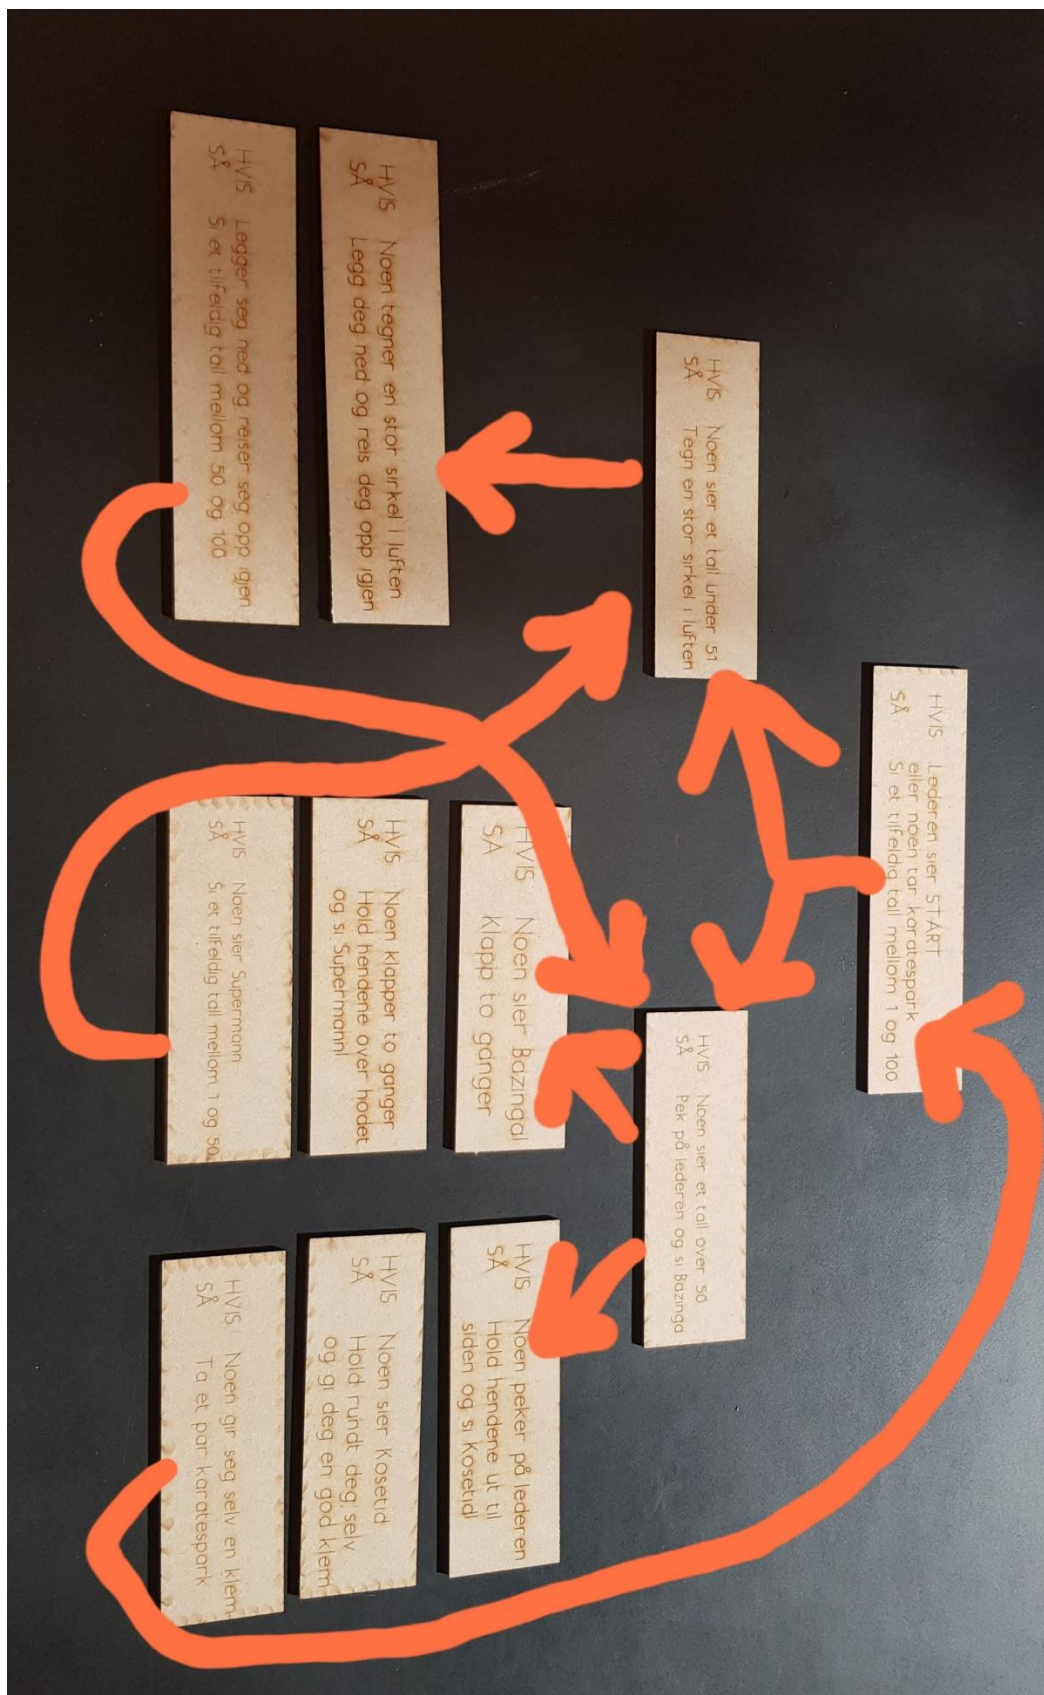 HVIS Lederen sier START
eller noen tar karatespark
SÅ Si et tilfeldig tall mellom 1 og 100
HVIS Noen sier et tall under 51
SÅ Tegn en stor sirkel i luften
HVIS Noen sier et tall over 50
SÅ Pek på lederen og si Bazinga
HVIS Noen tegner en stor sirkel i luften
SÅ Legg deg ned og reis deg opp igjen
HVIS Legger seg ned og reiser seg opp igjen
SÅ Si et tilfeldig tall mellom 50 og 100
HVIS Noen sier Bazinga!
SÅ Klapp to ganger
HVIS Noen klapper to ganger
SÅ Hold hendene over hodet
og si Supermann!
HVIS Noen sier Supermann
SÅ Si et tilfeldig tall mellom 1 og 50
HVIS Noen peker på lederen
SÅ Hold hendene ut til
siden og si Kosetid!
HVIS Noen sier Kosetid
SÅ Hold rundt deg selv
og gi deg en god klem
HVIS Noen gir seg selv en klem
SÅ Ta et par karatespark